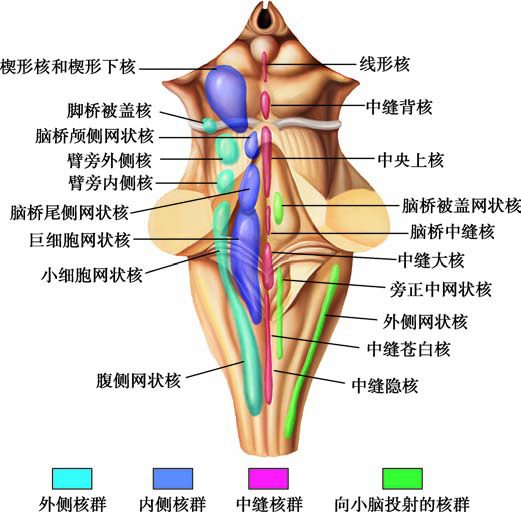 楔形核和楔形下核
脚桥被盖核
脑桥颅侧网状核
臂旁外侧核
臂旁内侧核
脑桥尾侧网状核
巨细胞网状核
小细胞网状核
腹侧网状核
线形核
中缝背核
中央上核
脑桥被盖网状核
脑桥中缝核
中缝大核
旁正中网状核
外侧网状核
中缝苍白核
中缝隐核
外侧核群
内侧核群
中缝核群
向小脑投射的核群